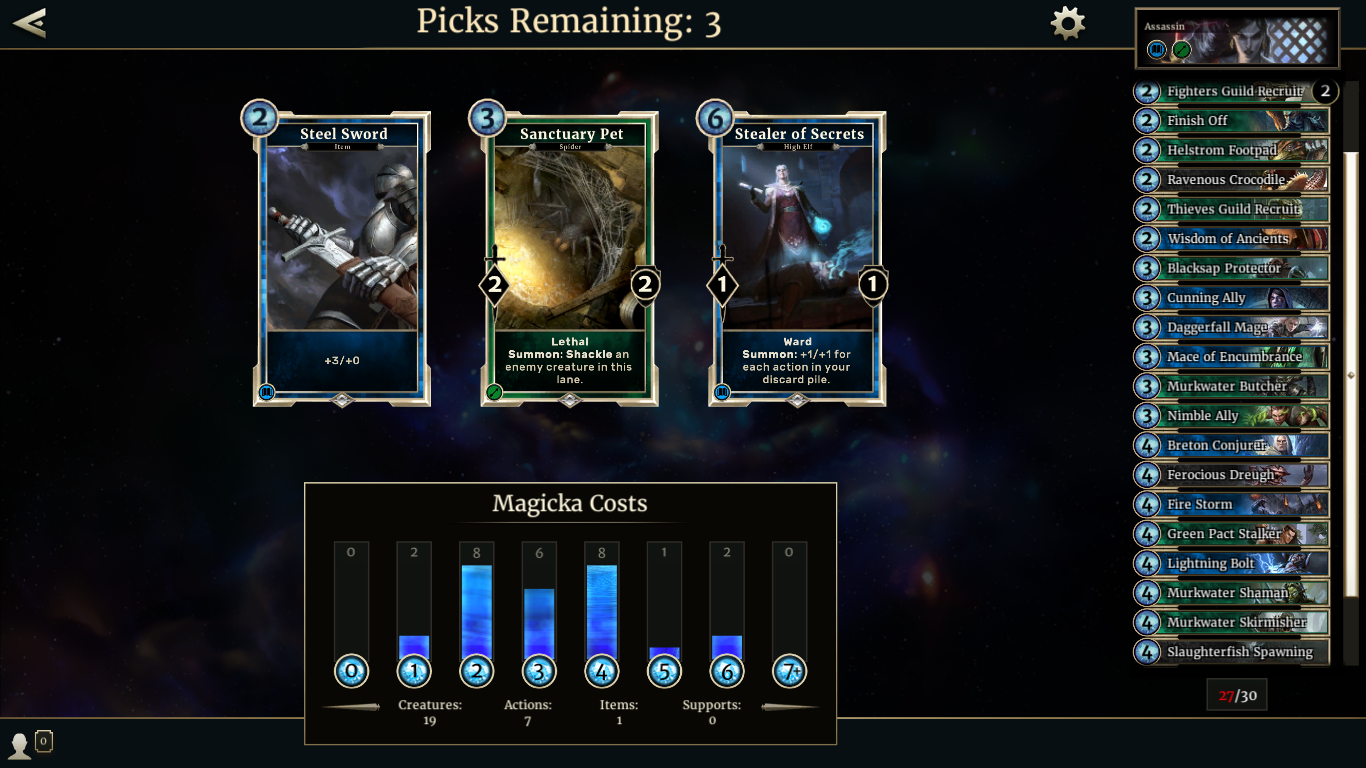 Picks Remaining: 3
Assassin
2 Steel Sword
Item
+3/+0
3 Sanctuary Pet
Spider
2 2
Lethal
Summon: Shackle an
enemy creature in this
lane.
6 Stealer of Secrets
High Elf
1 1
Ward
Summon: +1/+1 for
each action in your
discard pile.
2 Fighters Guild Recruit 2
2 Finish Off
2 Helstrom Footpad
2 Ravenous Crocodile
2 Thieves Guild Recruit
2 Wisdom of Ancients
3 Blacksap Protector
3 Cunning Ally
3 Daggerfall Mage
3 Mace of Encumbrance
3 Murkwater Butcher
3 Nimble Ally
4 Breton Conjurer
4 Ferocious Dreugh
4 Fire Storm
4 Green Pact Stalker
4 Lightning Bolt
4 Murkwater Shaman
4 Murkwater Skirmisher
4 Slaughterfish Spawning
27/30
Magicka Costs
0 2 8 6 8 1 2 0
0 1 2 3 4 5 6 7+
Creatures: Actions: Items: Supports:
19 7 1 0
0